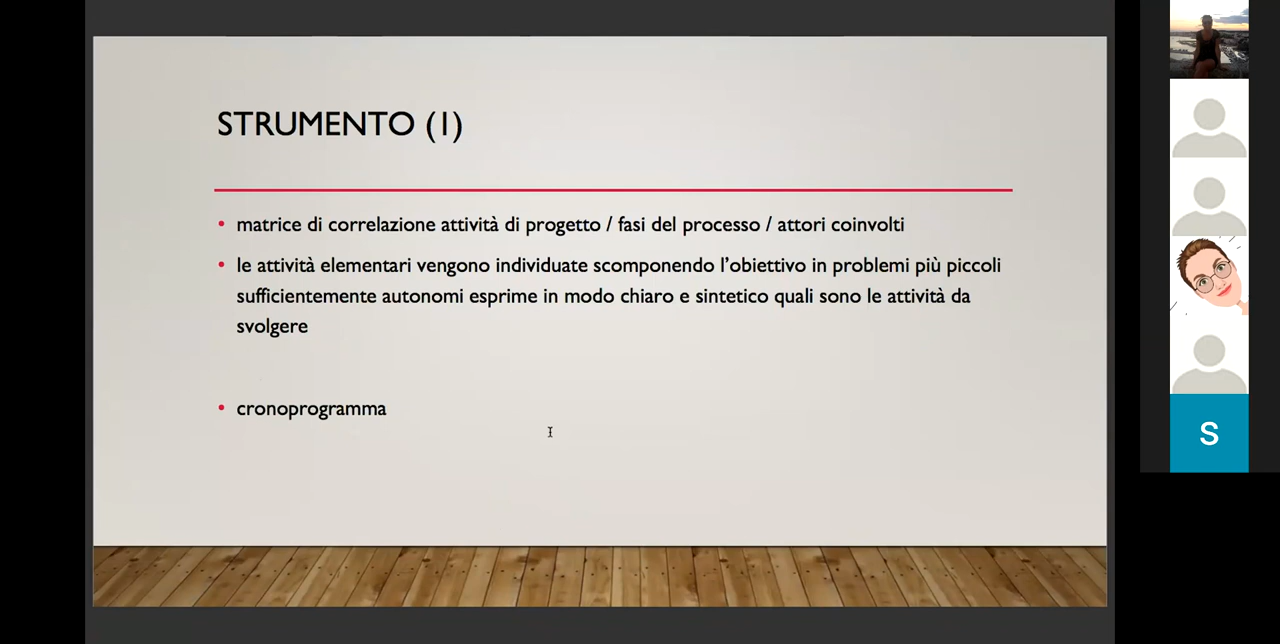 STRUMENTO (1)
matrice di correlazione attività di progetto / fasi del processo / attori coinvolti
le attività elementari vengono individuate scomponendo l’obiettivo in problemi più piccoli
sufficientemente autonomi esprime in modo chiaro e sintetico quali sono le attività da
svolgere
cronoprogramma
S